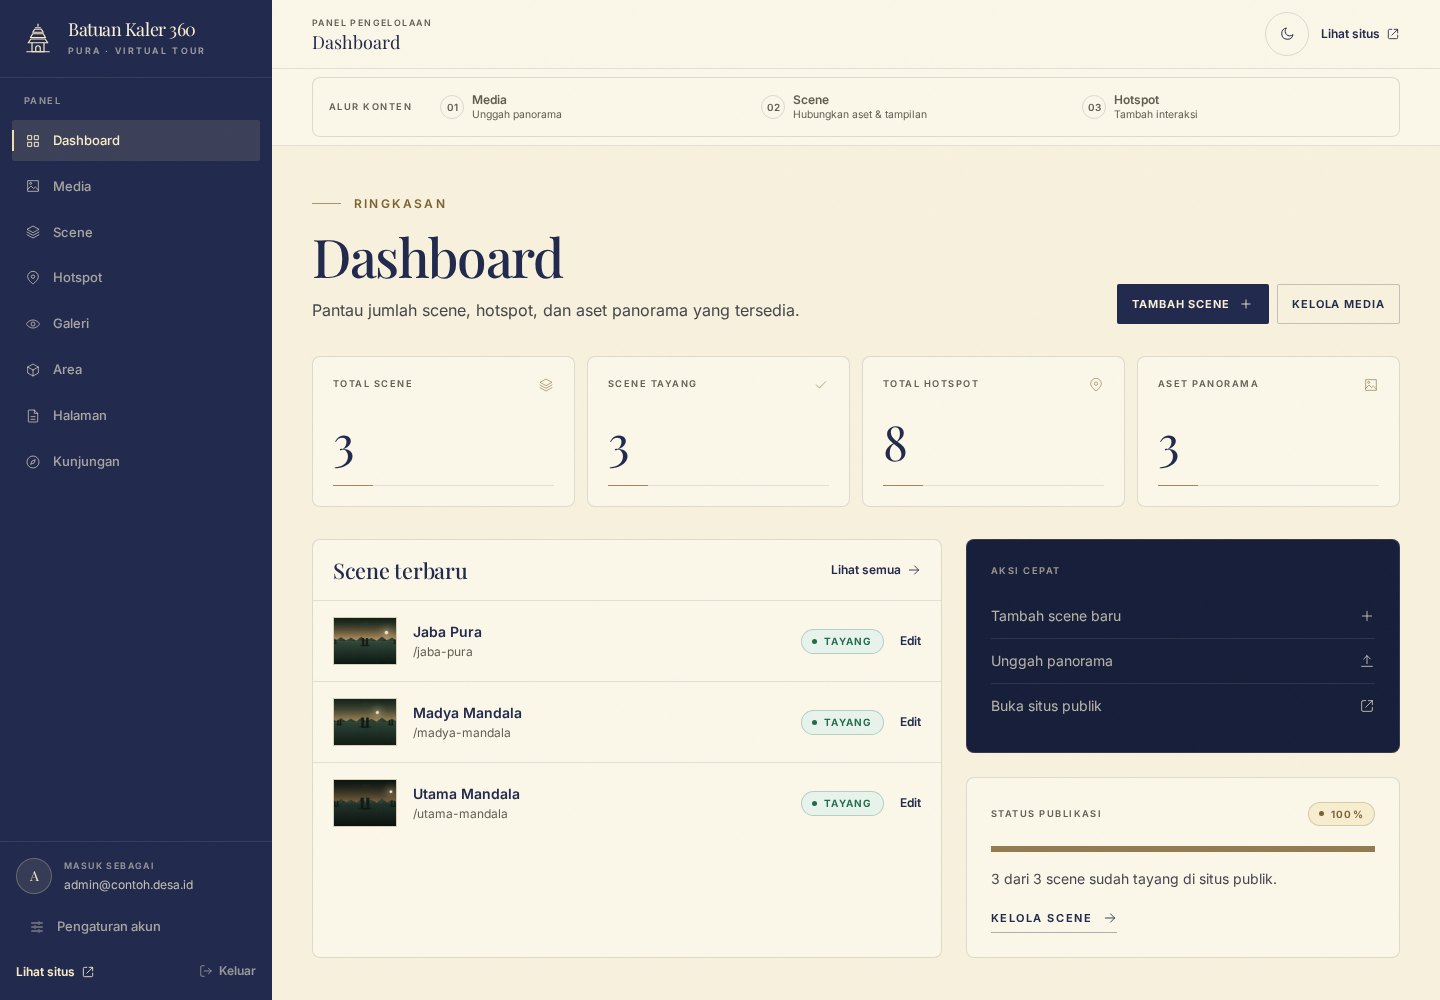 Batuan Kaler 360
PURA · VIRTUAL TOUR
PANEL
Dashboard
Media
Scene
Hotspot
Galeri
Area
Halaman
Kunjungan
A
MASUK SEBAGAI
admin@contoh.desa.id
Pengaturan akun
Lihat situs
Keluar
PANEL PENGELOLAAN
Dashboard
Lihat situs
ALUR KONTEN
01
Media
Unggah panorama
02
Scene
Hubungkan aset & tampilan
03
Hotspot
Tambah interaksi
RINGKASAN
Dashboard
Pantau jumlah scene, hotspot, dan aset panorama yang tersedia.
TAMBAH SCENE
KELOLA MEDIA
TOTAL SCENE
3
SCENE TAYANG
3
TOTAL HOTSPOT
8
ASET PANORAMA
3
Scene terbaru
Lihat semua
Jaba Pura
/jaba-pura
TAYANG
Edit
Madya Mandala
/madya-mandala
TAYANG
Edit
Utama Mandala
/utama-mandala
TAYANG
Edit
AKSI CEPAT
Tambah scene baru
Unggah panorama
Buka situs publik
STATUS PUBLIKASI
100%
3 dari 3 scene sudah tayang di situs publik.
KELOLA SCENE